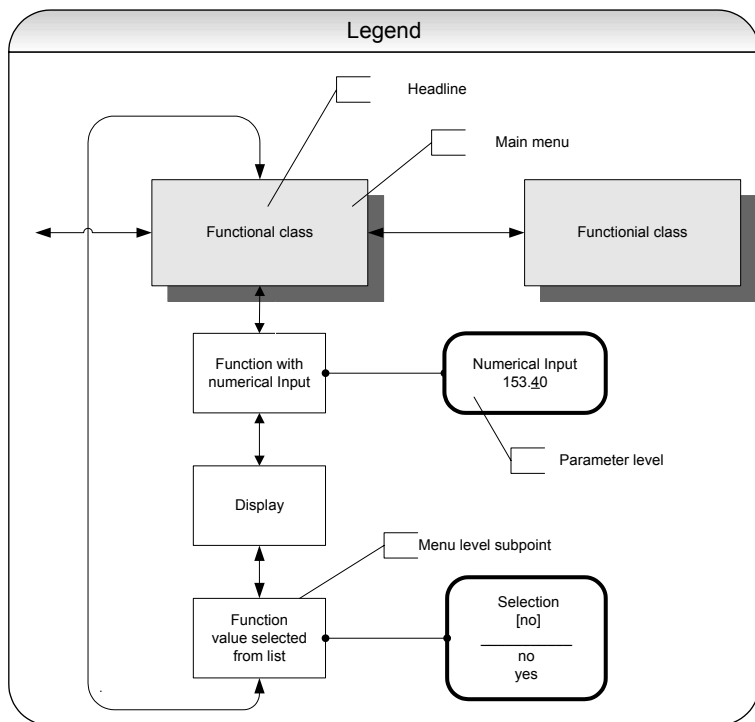 Legend
Headline
Main menu
Functional class
Functionial class
Function with
numerical Input
Numerical Input
153.40
Parameter level
Display
Menu level subpoint
Function
value selected
from list
Selection
[no]
no
yes